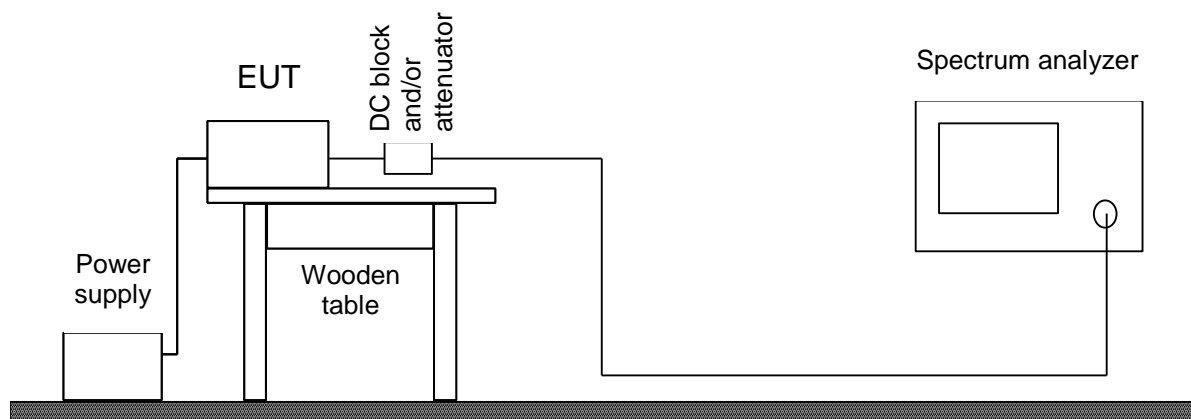 EUT
DC block
and/or
attenuator
Spectrum analyzer
Power
supply
Wooden
table